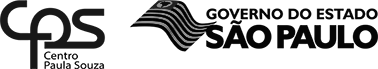 cps
Centro
Paula Souza
GOVERNO DO ESTADO
SÃO PAULO